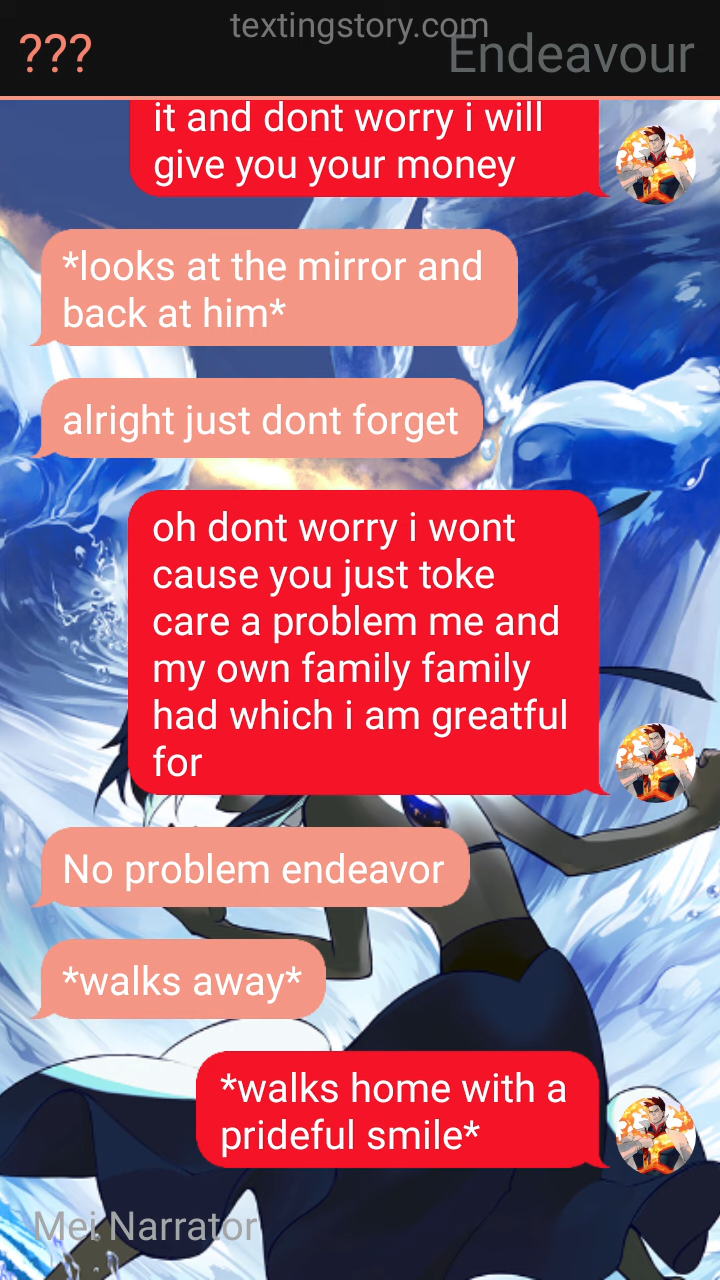 textingstory.com
??? Endeavour
it and dont worry i will
give you your money
*looks at the mirror and
back at him*
alright just dont forget
oh dont worry i wont
cause you just toke
care a problem me and
my own family family
had which i am greatful
for
No problem endeavor
*walks away*
*walks home with a
prideful smile*
Mei Narrator